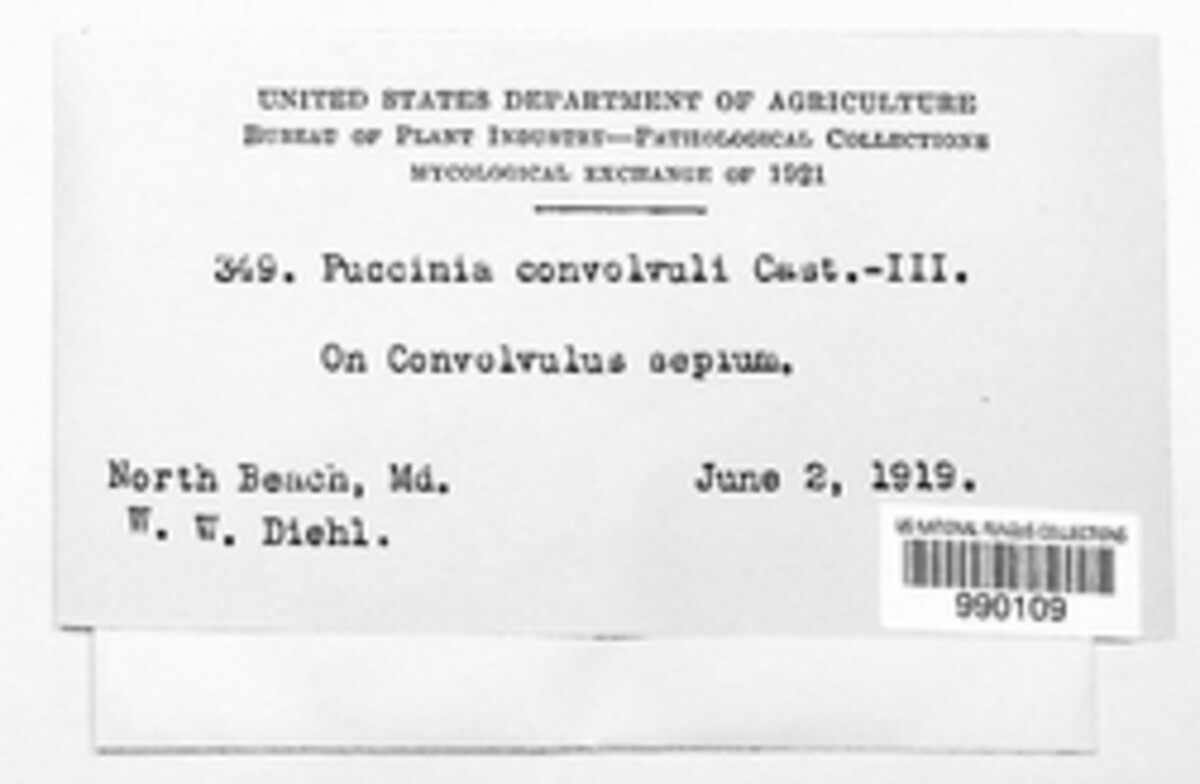 UNITED STATES DEPARTMENT OF AGRICULTURE
BUREAU OF PLANT INDUSTRY—PATHOLOGICAL COLLECTIONS
MYCOLOGICAL EXCHANGE OF 1921
349. Puccinia convolvuli Cast.-III.
On Convolvulus sepium.
North Beach, Md. June 2, 1919.
W. W. Diehl.
US NATIONAL FUNGUS COLLECTIONS
990109